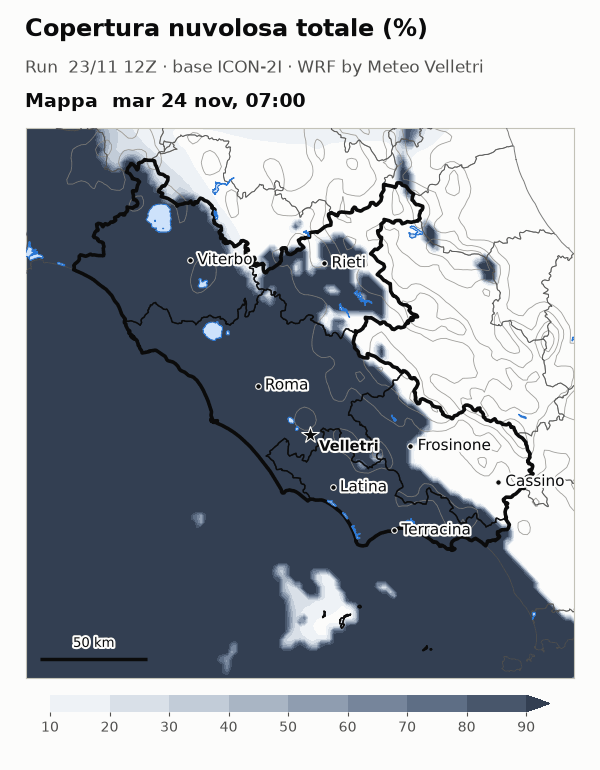 Copertura nuvolosa totale (%)
Run  23/11 12Z · base ICON-2I · WRF by Meteo Velletri
Mappa  mar 24 nov, 07:00
Viterbo
Rieti
Roma
Velletri
Frosinone
Latina
Cassino
Terracina
50 km
10 20 30 40 50 60 70 80 90